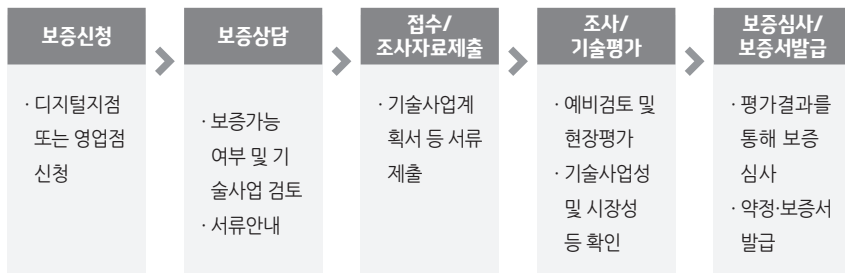 보증신청
· 디지털지점
또는 영업점
신청
보증상담
· 보증가능
여부 및 기
술사업 검토
· 서류안내
접수/
조사자료제출
· 기술사업계
획서 등 서류
제출
조사/
기술평가
· 예비검토 및
현장평가
· 기술사업성
및 시장성
등 확인
보증심사/
보증서발급
· 평가결과를
통해 보증
심사
· 약정·보증서
발급